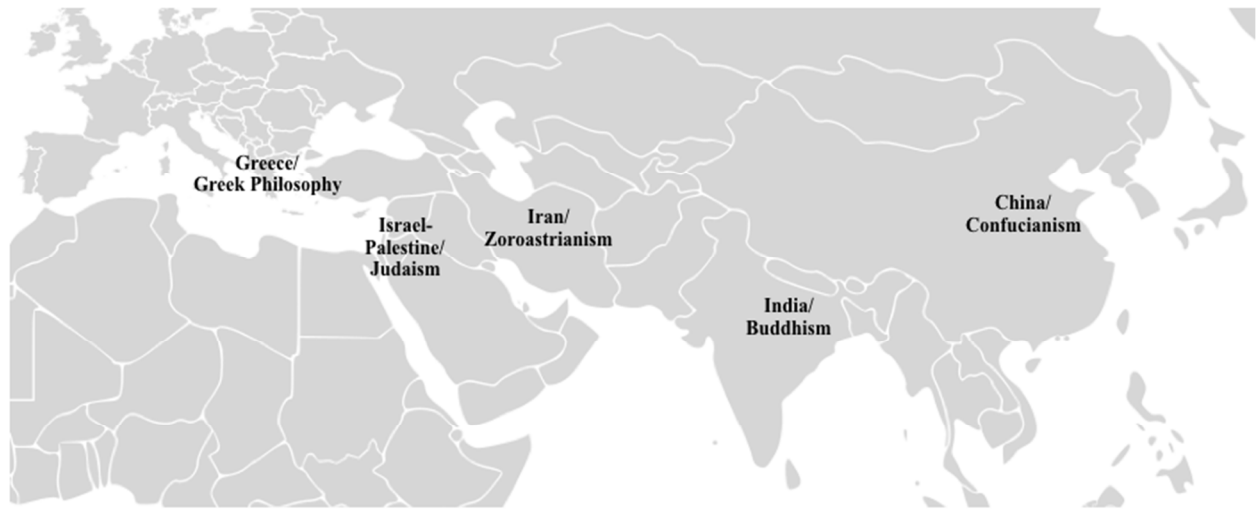 Greece/
Greek Philosophy
Israel-
Palestine/
Judaism
Iran/
Zoroastrianism
India/
Buddhism
China/
Confucianism